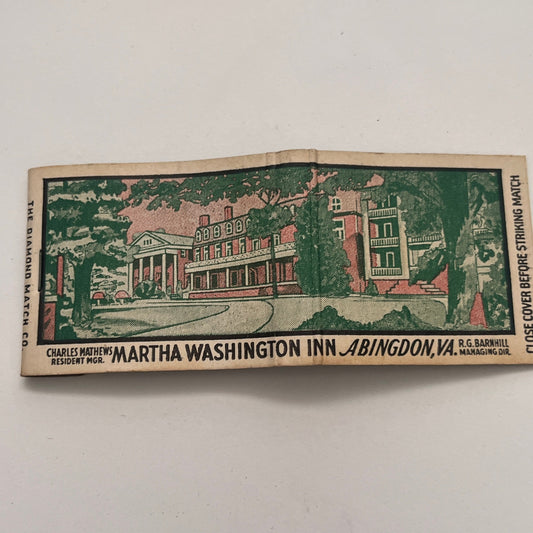 THE DIAMOND MATCH CO.
CHARLES MATHEWS
RESIDENT MGR.
MARTHA WASHINGTON INN ABINGDON, VA.
R.G. BARNHILL
MANAGING DIR.
CLOSE COVER BEFORE STRIKING MATCH